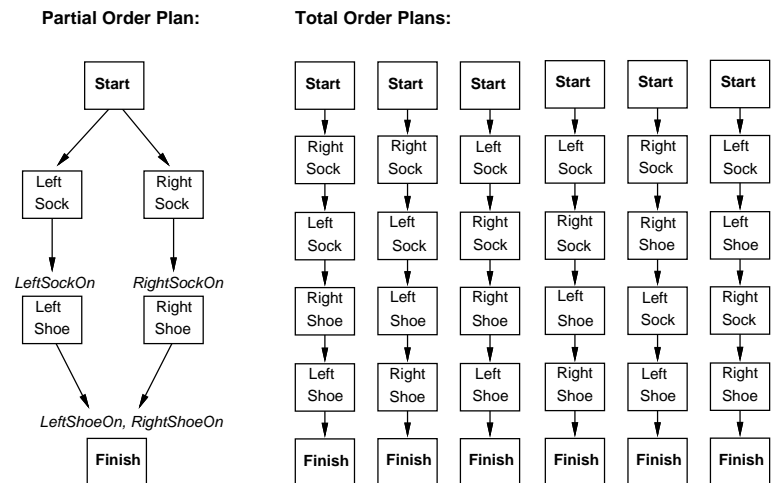 Partial Order Plan:
Start
Left
Sock
Right
Sock
LeftSockOn
RightSockOn
Left
Shoe
Right
Shoe
LeftShoeOn, RightShoeOn
Finish
Total Order Plans:
Start
Right
Sock
Left
Sock
Right
Shoe
Left
Shoe
Finish
Start
Right
Sock
Left
Sock
Left
Shoe
Right
Shoe
Finish
Start
Left
Sock
Right
Sock
Right
Shoe
Left
Shoe
Finish
Start
Left
Sock
Right
Sock
Left
Shoe
Right
Shoe
Finish
Start
Right
Sock
Right
Shoe
Left
Sock
Left
Shoe
Finish
Start
Left
Sock
Left
Shoe
Right
Sock
Right
Shoe
Finish